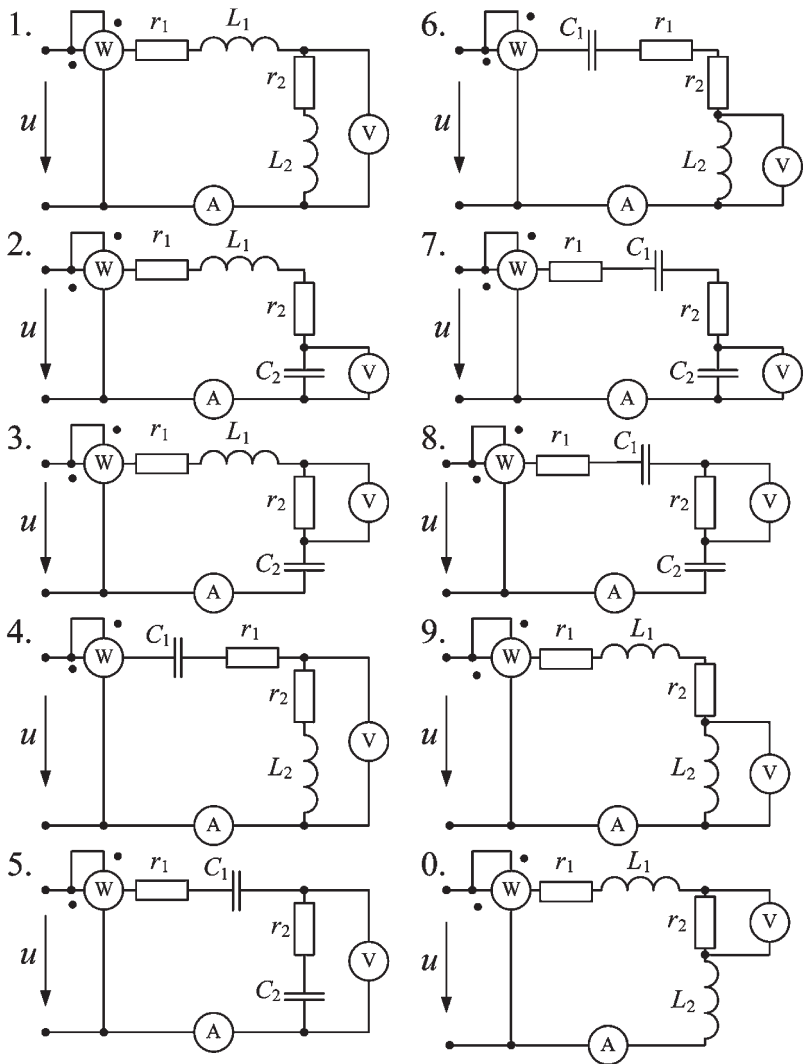 1. W r1 L1
r2
u V
L2
A
2. W r1 L1
r2
u
C2 V
A
3. W r1 L1
r2 V
u
C2
A
4. W C1 r1
r2
u V
L2
A
5. W r1 C1
r2
u V
C2
A
6. W C1 r1
r2
u
L2 V
A
7. W r1 C1
r2
u
C2 V
A
8. W r1 C1
r2 V
u
C2
A
9. W r1 L1
r2
u
L2 V
A
0. W r1 L1
r2 V
u
L2
A